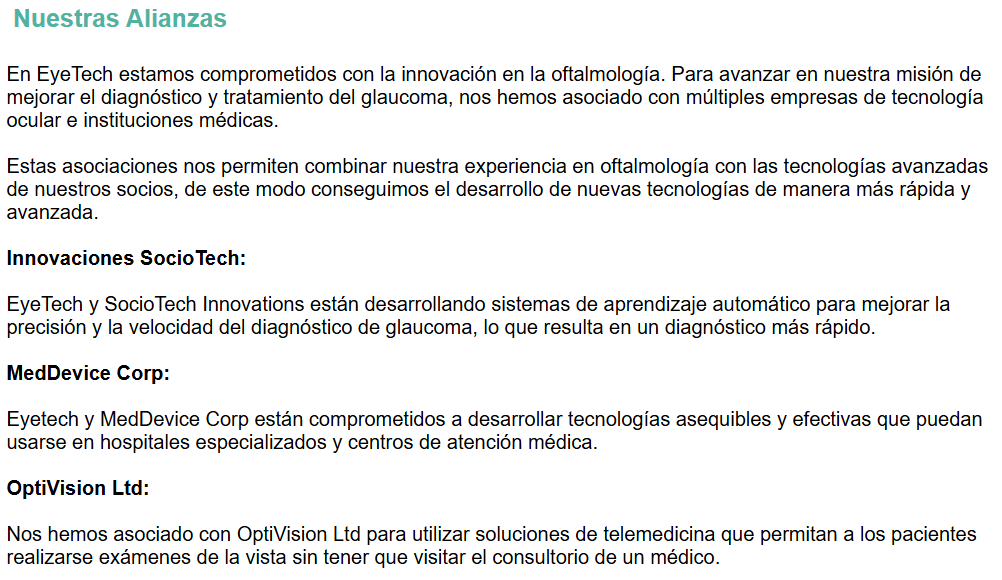 Nuestras Alianzas
En EyeTech estamos comprometidos con la innovación en la oftalmología. Para avanzar en nuestra misión de
mejorar el diagnóstico y tratamiento del glaucoma, nos hemos asociado con múltiples empresas de tecnología
ocular e instituciones médicas.
Estas asociaciones nos permiten combinar nuestra experiencia en oftalmología con las tecnologías avanzadas
de nuestros socios, de este modo conseguimos el desarrollo de nuevas tecnologías de manera más rápida y
avanzada.
Innovaciones SocioTech:
EyeTech y SocioTech Innovations están desarrollando sistemas de aprendizaje automático para mejorar la
precisión y la velocidad del diagnóstico de glaucoma, lo que resulta en un diagnóstico más rápido.
MedDevice Corp:
Eyetech y MedDevice Corp están comprometidos a desarrollar tecnologías asequibles y efectivas que puedan
usarse en hospitales especializados y centros de atención médica.
OptiVision Ltd:
Nos hemos asociado con OptiVision Ltd para utilizar soluciones de telemedicina que permitan a los pacientes
realizarse exámenes de la vista sin tener que visitar el consultorio de un médico.